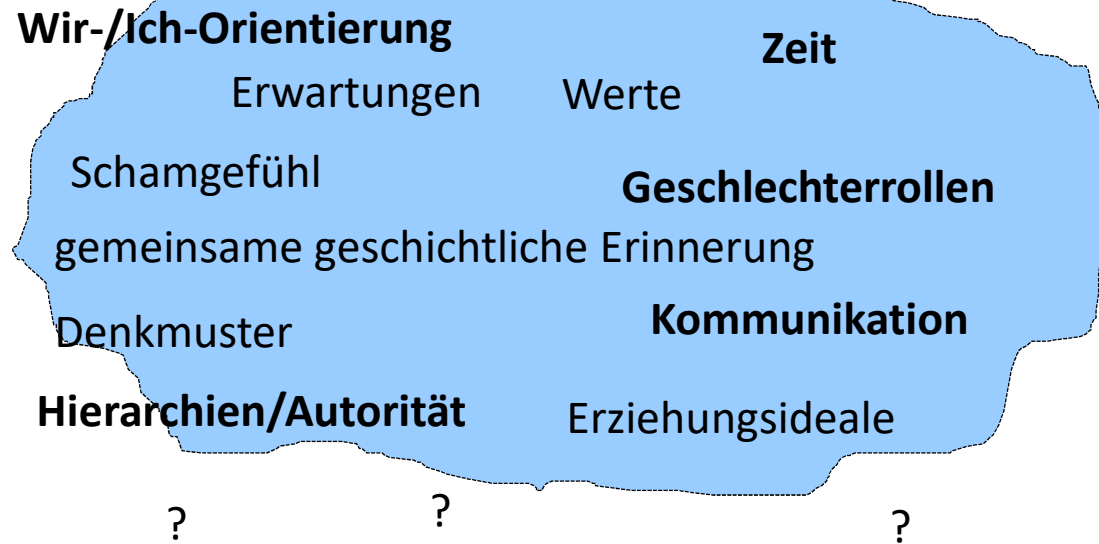 Wir-/Ich-Orientierung
Zeit
Erwartungen
Werte
Schamgefühl
Geschlechterrollen
gemeinsame geschichtliche Erinnerung
Kommunikation
Denkmuster
Hierarchien/Autorität
Erziehungsideale
? ? ?